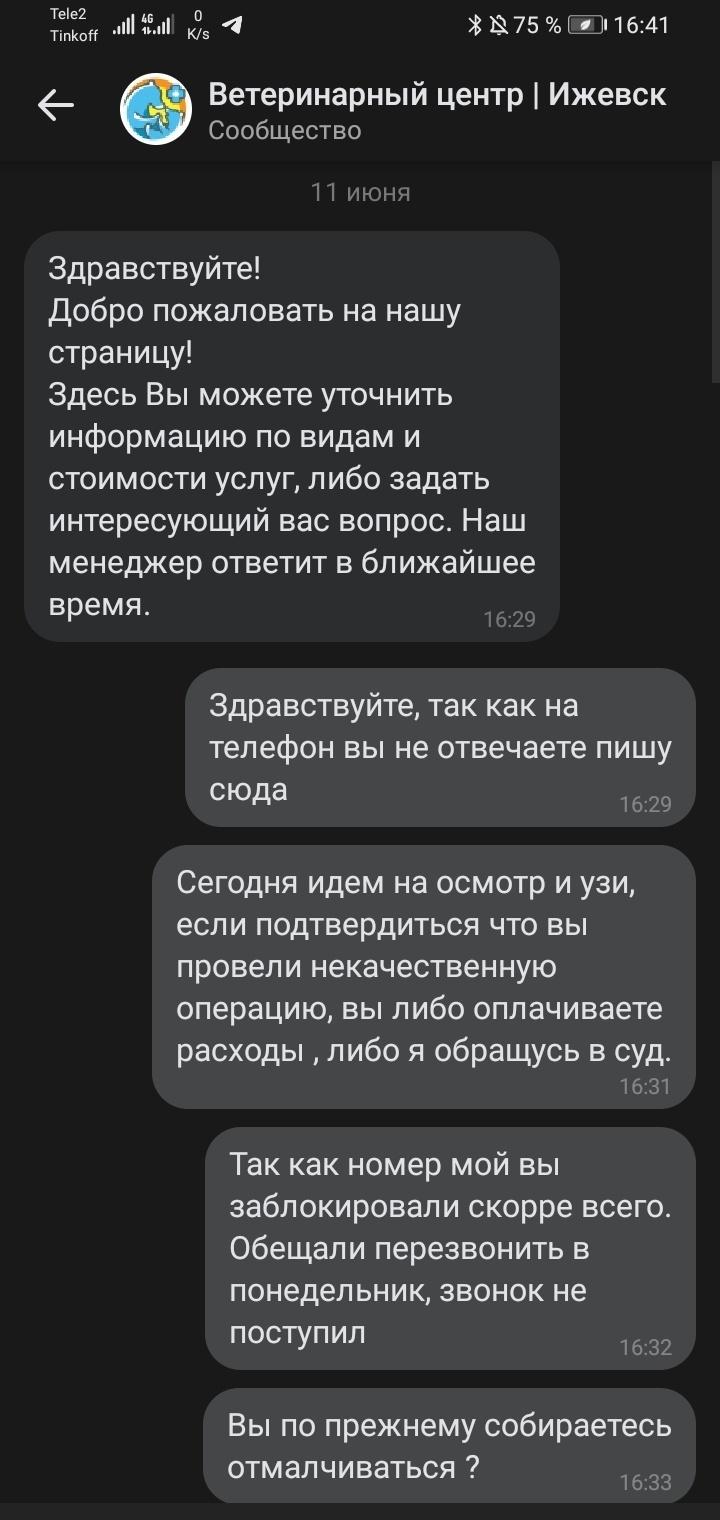 Tele2
Tinkoff
4G
0
K/s
75 %
16:41
Ветеринарный центр | Ижевск
Сообщество
11 июня
Здравствуйте!
Добро пожаловать на нашу
страницу!
Здесь Вы можете уточнить
информацию по видам и
стоимости услуг, либо задать
интересующий вас вопрос. Наш
менеджер ответит в ближайшее
время.
16:29
Здравствуйте, так как на
телефон вы не отвечаете пишу
сюда
16:29
Сегодня идем на осмотр и узи,
если подтвердиться что вы
провели некачественную
операцию, вы либо оплачиваете
расходы , либо я обращусь в суд.
16:31
Так как номер мой вы
заблокировали скорре всего.
Обещали перезвонить в
понедельник, звонок не
поступил
16:32
Вы по прежнему собираетесь
отмалчиваться ?
16:33